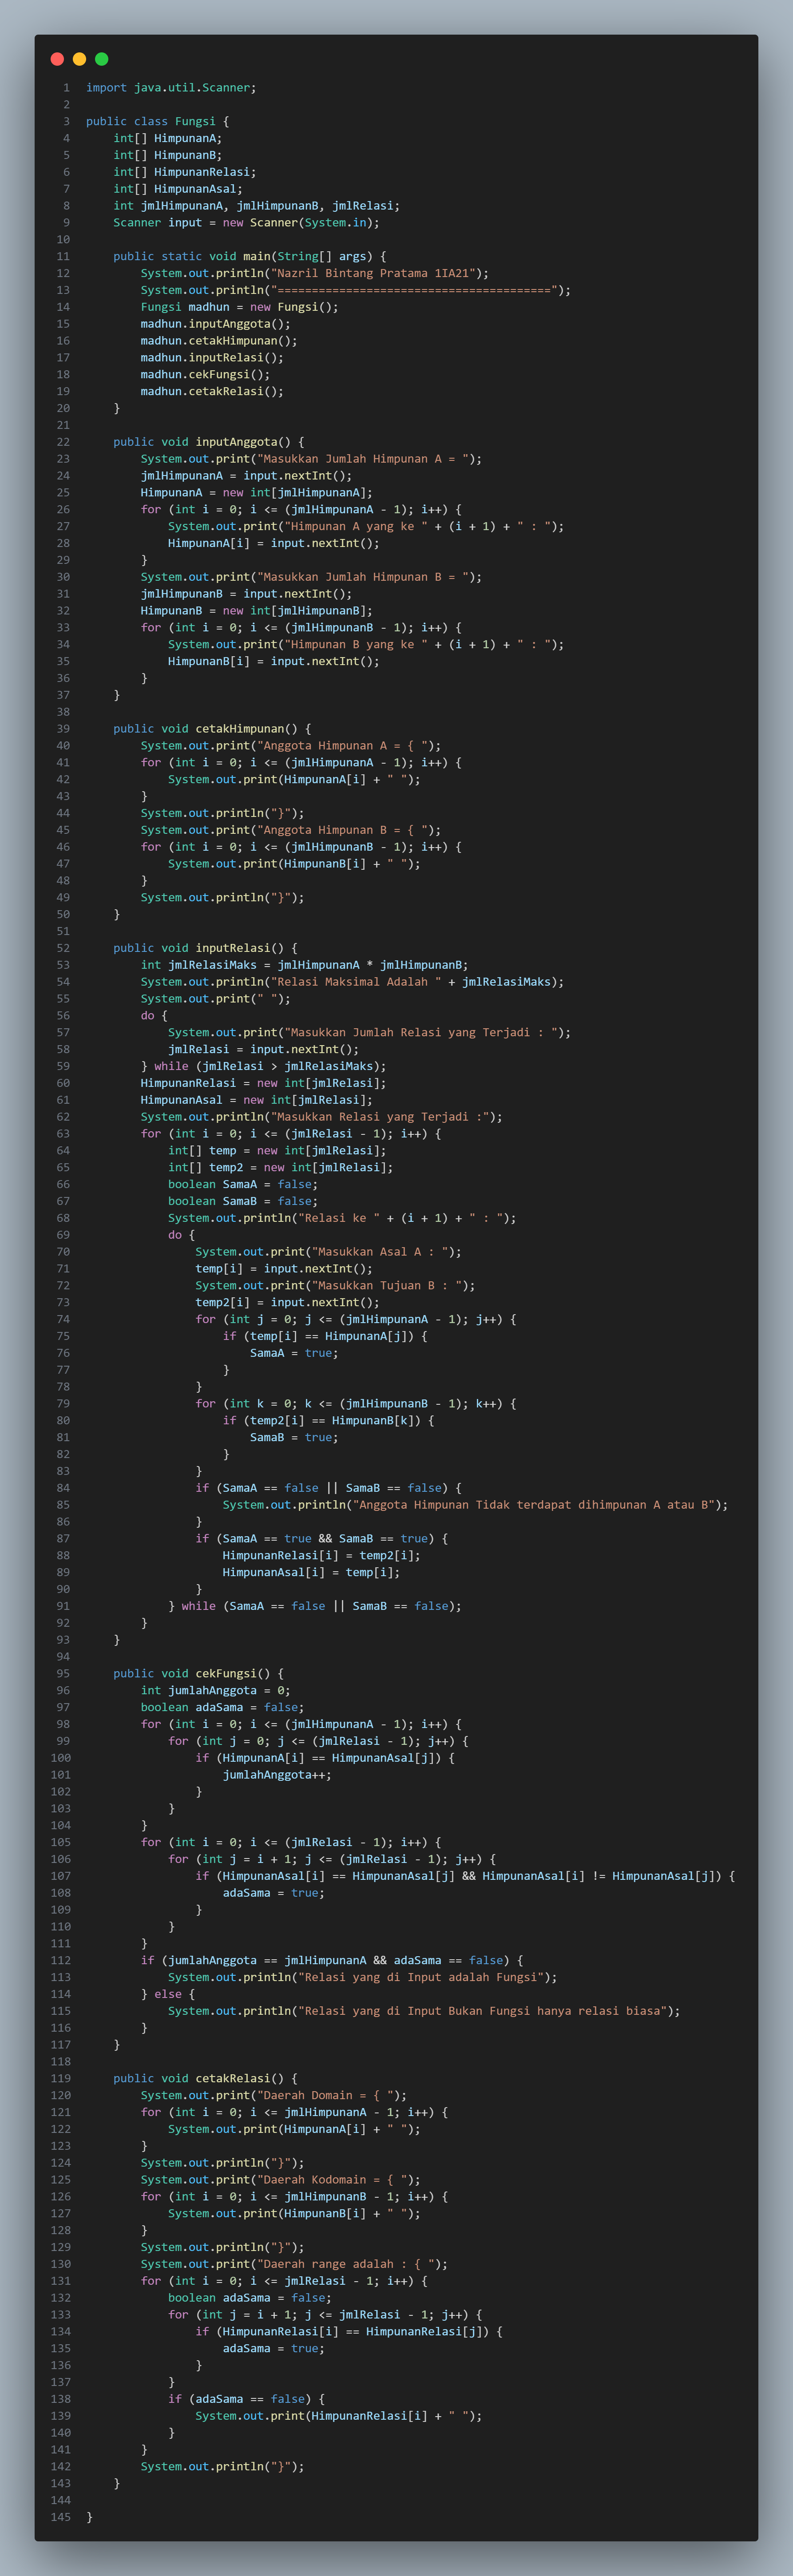 1 import java.util.Scanner;
2
3 public class Fungsi {
4     int[] HimpunanA;
5     int[] HimpunanB;
6     int[] HimpunanRelasi;
7     int[] HimpunanAsal;
8     int jmlHimpunanA, jmlHimpunanB, jmlRelasi;
9     Scanner input = new Scanner(System.in);
10
11     public static void main(String[] args) {
12         System.out.println("Nazril Bintang Pratama 1IA21");
13         System.out.println("========================================");
14         Fungsi madhun = new Fungsi();
15         madhun.inputAnggota();
16         madhun.cetakHimpunan();
17         madhun.inputRelasi();
18         madhun.cekFungsi();
19         madhun.cetakRelasi();
20     }
21
22     public void inputAnggota() {
23         System.out.print("Masukkan Jumlah Himpunan A = ");
24         jmlHimpunanA = input.nextInt();
25         HimpunanA = new int[jmlHimpunanA];
26         for (int i = 0; i <= (jmlHimpunanA - 1); i++) {
27             System.out.print("Himpunan A yang ke " + (i + 1) + " : ");
28             HimpunanA[i] = input.nextInt();
29         }
30         System.out.print("Masukkan Jumlah Himpunan B = ");
31         jmlHimpunanB = input.nextInt();
32         HimpunanB = new int[jmlHimpunanB];
33         for (int i = 0; i <= (jmlHimpunanB - 1); i++) {
34             System.out.print("Himpunan B yang ke " + (i + 1) + " : ");
35             HimpunanB[i] = input.nextInt();
36         }
37     }
38
39     public void cetakHimpunan() {
40         System.out.print("Anggota Himpunan A = { ");
41         for (int i = 0; i <= (jmlHimpunanA - 1); i++) {
42             System.out.print(HimpunanA[i] + " ");
43         }
44         System.out.println("}");
45         System.out.print("Anggota Himpunan B = { ");
46         for (int i = 0; i <= (jmlHimpunanB - 1); i++) {
47             System.out.print(HimpunanB[i] + " ");
48         }
49         System.out.println("}");
50     }
51
52     public void inputRelasi() {
53         int jmlRelasiMaks = jmlHimpunanA * jmlHimpunanB;
54         System.out.println("Relasi Maksimal Adalah " + jmlRelasiMaks);
55         System.out.print(" ");
56         do {
57             System.out.print("Masukkan Jumlah Relasi yang Terjadi : ");
58             jmlRelasi = input.nextInt();
59         } while (jmlRelasi > jmlRelasiMaks);
60         HimpunanRelasi = new int[jmlRelasi];
61         HimpunanAsal = new int[jmlRelasi];
62         System.out.println("Masukkan Relasi yang Terjadi :");
63         for (int i = 0; i <= (jmlRelasi - 1); i++) {
64             int[] temp = new int[jmlRelasi];
65             int[] temp2 = new int[jmlRelasi];
66             boolean SamaA = false;
67             boolean SamaB = false;
68             System.out.println("Relasi ke " + (i + 1) + " : ");
69             do {
70                 System.out.print("Masukkan Asal A : ");
71                 temp[i] = input.nextInt();
72                 System.out.print("Masukkan Tujuan B : ");
73                 temp2[i] = input.nextInt();
74                 for (int j = 0; j <= (jmlHimpunanA - 1); j++) {
75                     if (temp[i] == HimpunanA[j]) {
76                         SamaA = true;
77                     }
78                 }
79                 for (int k = 0; k <= (jmlHimpunanB - 1); k++) {
80                     if (temp2[i] == HimpunanB[k]) {
81                         SamaB = true;
82                     }
83                 }
84                 if (SamaA == false || SamaB == false) {
85                     System.out.println("Anggota Himpunan Tidak terdapat dihimpunan A atau B");
86                 }
87                 if (SamaA == true && SamaB == true) {
88                     HimpunanRelasi[i] = temp2[i];
89                     HimpunanAsal[i] = temp[i];
90                 }
91             } while (SamaA == false || SamaB == false);
92         }
93     }
94
95     public void cekFungsi() {
96         int jumlahAnggota = 0;
97         boolean adaSama = false;
98         for (int i = 0; i <= (jmlHimpunanA - 1); i++) {
99             for (int j = 0; j <= (jmlRelasi - 1); j++) {
100                 if (HimpunanA[i] == HimpunanAsal[j]) {
101                     jumlahAnggota++;
102                 }
103             }
104         }
105         for (int i = 0; i <= (jmlRelasi - 1); i++) {
106             for (int j = i + 1; j <= (jmlRelasi - 1); j++) {
107                 if (HimpunanAsal[i] == HimpunanAsal[j] && HimpunanAsal[i] != HimpunanAsal[j]) {
108                     adaSama = true;
109                 }
110             }
111         }
112         if (jumlahAnggota == jmlHimpunanA && adaSama == false) {
113             System.out.println("Relasi yang di Input adalah Fungsi");
114         } else {
115             System.out.println("Relasi yang di Input Bukan Fungsi hanya relasi biasa");
116         }
117     }
118
119     public void cetakRelasi() {
120         System.out.print("Daerah Domain = { ");
121         for (int i = 0; i <= jmlHimpunanA - 1; i++) {
122             System.out.print(HimpunanA[i] + " ");
123         }
124         System.out.println("}");
125         System.out.print("Daerah Kodomain = { ");
126         for (int i = 0; i <= jmlHimpunanB - 1; i++) {
127             System.out.print(HimpunanB[i] + " ");
128         }
129         System.out.println("}");
130         System.out.print("Daerah range adalah : { ");
131         for (int i = 0; i <= jmlRelasi - 1; i++) {
132             boolean adaSama = false;
133             for (int j = i + 1; j <= jmlRelasi - 1; j++) {
134                 if (HimpunanRelasi[i] == HimpunanRelasi[j]) {
135                     adaSama = true;
136                 }
137             }
138             if (adaSama == false) {
139                 System.out.print(HimpunanRelasi[i] + " ");
140             }
141         }
142         System.out.println("}");
143     }
144
145 }